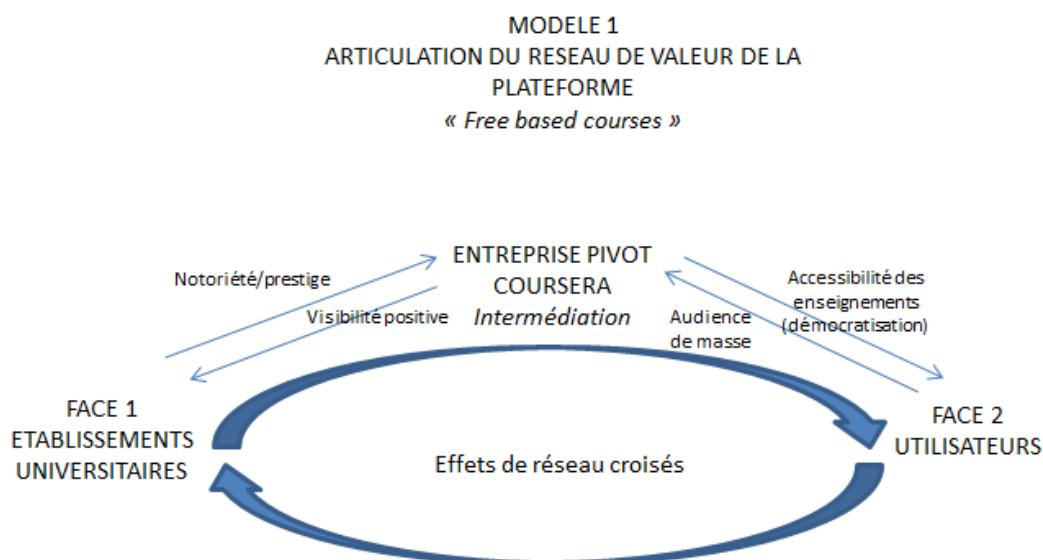 MODELE 1
ARTICULATION DU RESEAU DE VALEUR DE LA
PLATEFORME
« Free based courses »
ENTREPRISE PIVOT
COURSERA
Intermédiation
Notoriété/prestige
Visibilité positive
Accessibilité des
enseignements
(démocratisation)
Audience
de masse
FACE 1
ETABLISSEMENTS
UNIVERSITAIRES
FACE 2
UTILISATEURS
Effets de réseau croisés